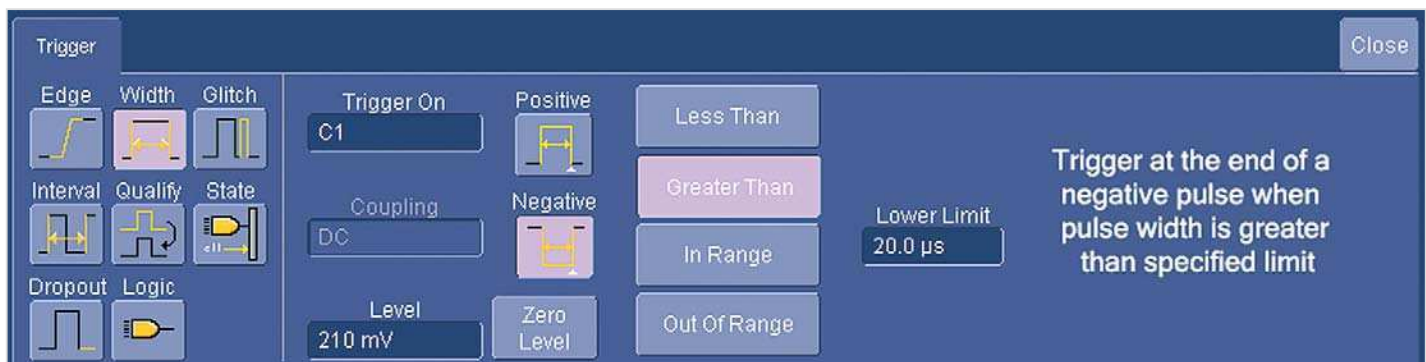 Trigger
Close
Edge Width Glitch
Interval Qualify State
Dropout Logic
Trigger On
C1
Coupling
DC
Level
210 mV
Positive
Negative
Zero
Level
Less Than
Greater Than
In Range
Out Of Range
Lower Limit
20.0 µs
Trigger at the end of a
negative pulse when
pulse width is greater
than specified limit